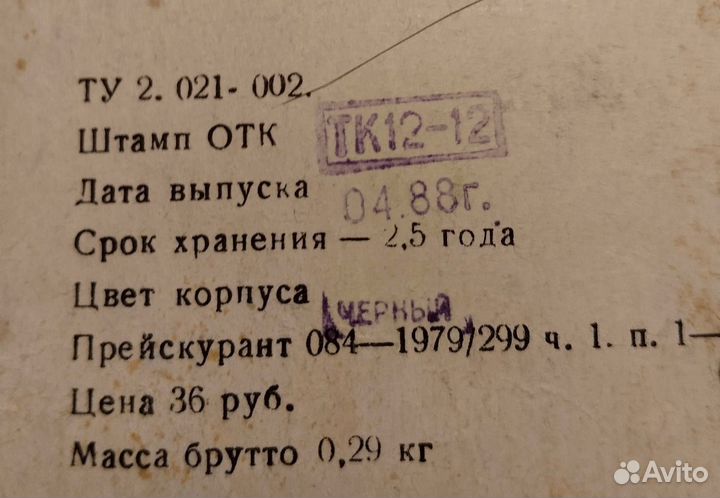 ТУ 2. 021- 002.
Штамп ОТК ТК12-12
Дата выпуска 04.88г.
Срок хранения — 2,5 года
Цвет корпуса ЧЕРНЫЙ
Прейскурант 084—1979/299 ч. 1. п. 1—
Цена 36 руб.
Масса брутто 0,29 кг
Avito